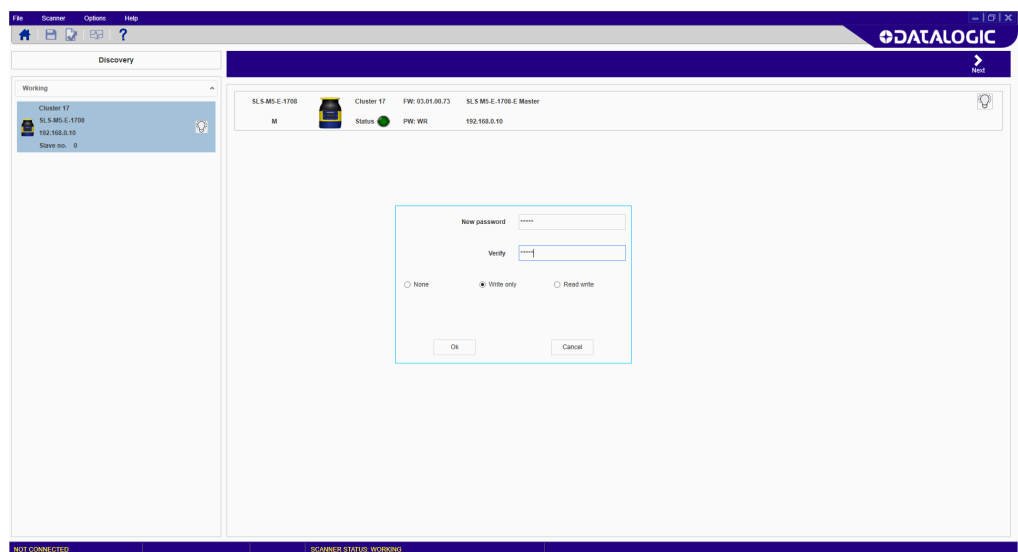 File Scanner Options Help
?
DATALOGIC
Discovery
Next
Working
Cluster 17
SLS-M5-E-1708
192.168.0.10
Slave no. 0
SLS-M5-E-1708 Cluster 17 FW: 03.01.00.73 SLS M5-E-1708-E Master
M Status PW: WR 192.168.0.10
New password *****
Verify *****
None Write only Read write
Ok Cancel
NOT CONNECTED SCANNER STATUS: WORKING